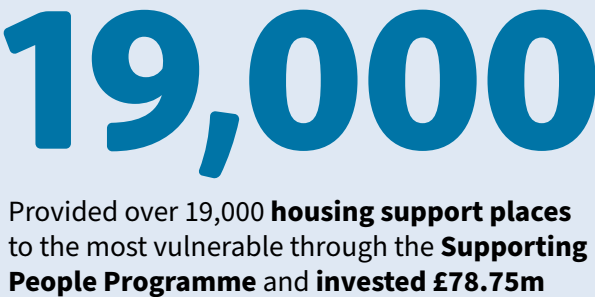 19,000
Provided over 19,000 housing support places
to the most vulnerable through the Supporting
People Programme and invested £78.75m